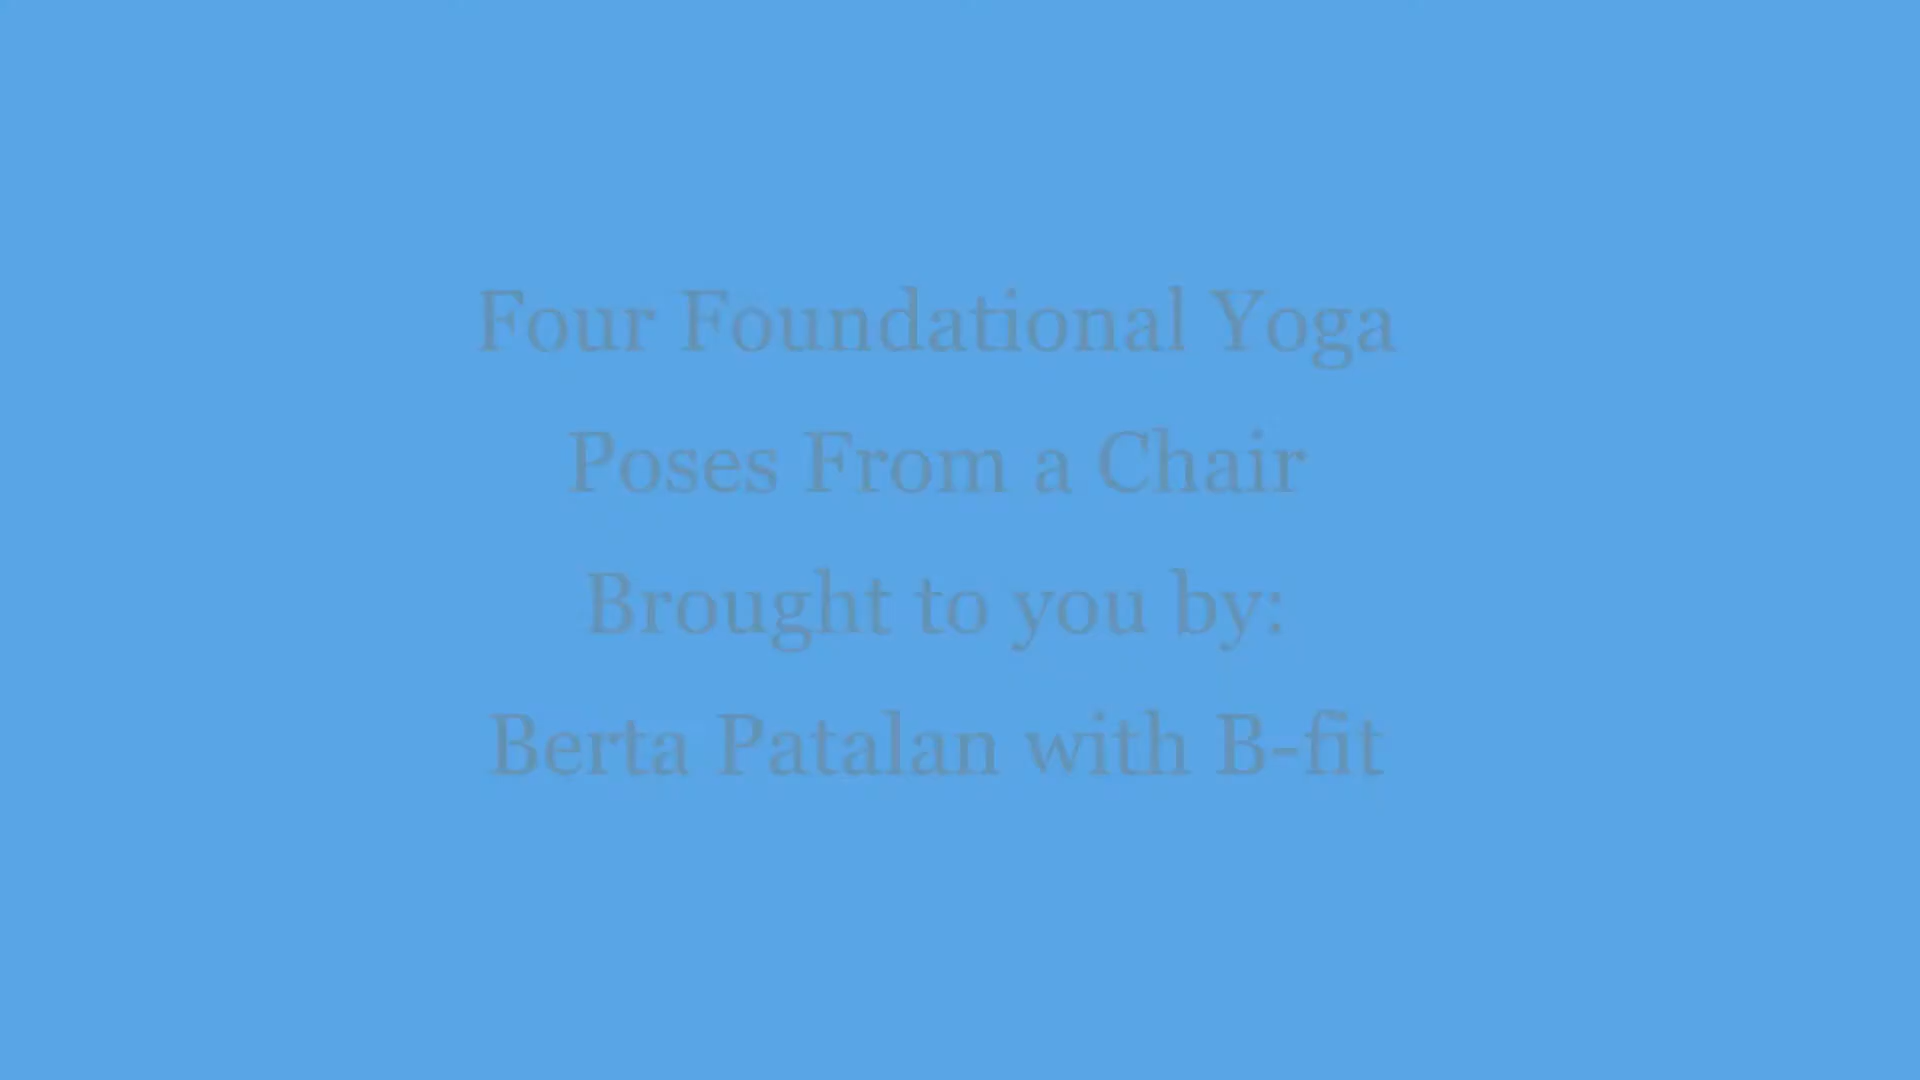 Four Foundational Yoga
Poses From a Chair
Brought to you by:
Berta Patalan with B-fit